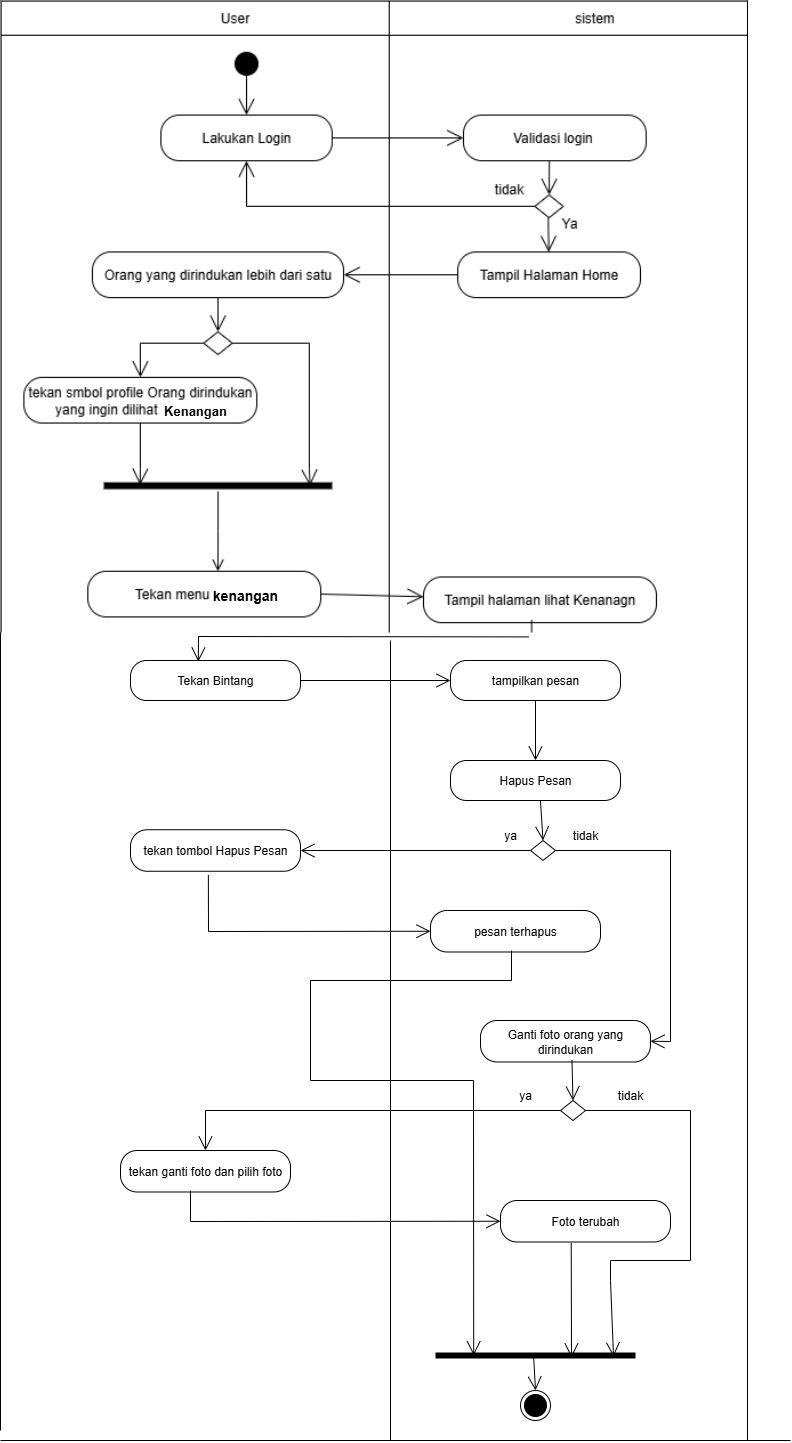 User
sistem
Lakukan Login
Validasi login
tidak
Ya
Orang yang dirindukan lebih dari satu
Tampil Halaman Home
tekan smbol profile Orang dirindukan
yang ingin dilihat Kenangan
Tekan menu kenangan
Tampil halaman lihat Kenanagn
Tekan Bintang
tampilkan pesan
Hapus Pesan
ya
tidak
tekan tombol Hapus Pesan
pesan terhapus
Ganti foto orang yang
dirindukan
ya
tidak
tekan ganti foto dan pilih foto
Foto terubah